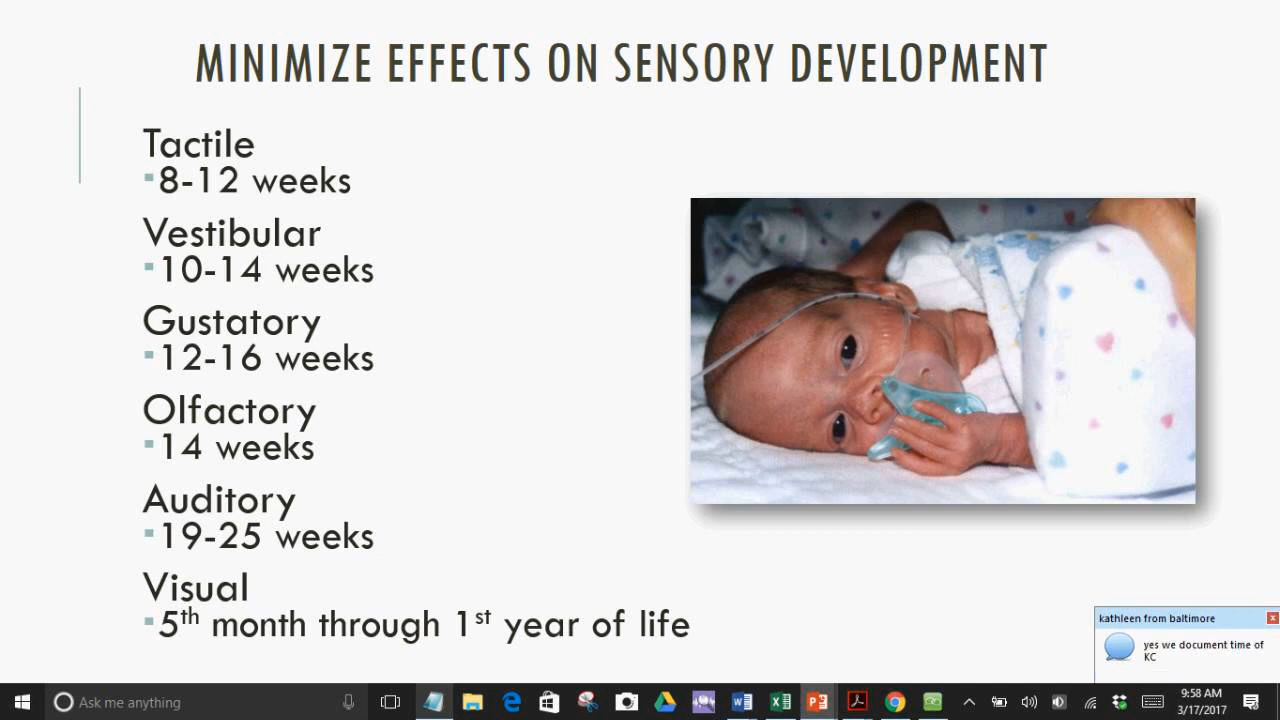 MINIMIZE EFFECTS ON SENSORY DEVELOPMENT
Tactile
▪8-12 weeks
Vestibular
▪10-14 weeks
Gustatory
▪12-16 weeks
Olfactory
▪14 weeks
Auditory
▪19-25 weeks
Visual
▪5th month through 1st year of life
kathleen from baltimore
yes we document time of
KC
Ask me anything
9:58 AM
3/17/2017